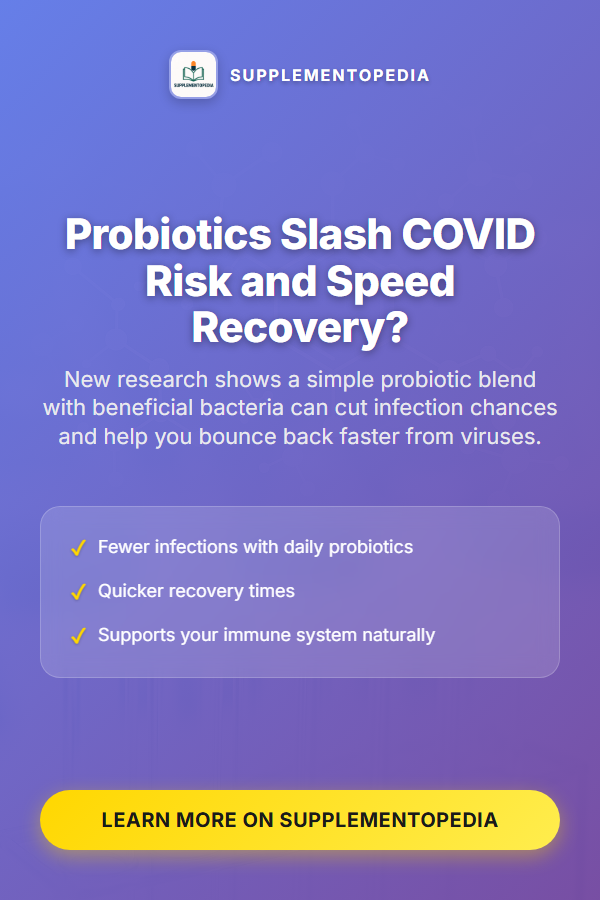 SUPPLEMENTOPEDIA
SUPPLEMENTOPEDIA
Probiotics Slash COVID
Risk and Speed
Recovery?
New research shows a simple probiotic blend
with beneficial bacteria can cut infection chances
and help you bounce back faster from viruses.
✓ Fewer infections with daily probiotics
✓ Quicker recovery times
✓ Supports your immune system naturally
LEARN MORE ON SUPPLEMENTOPEDIA